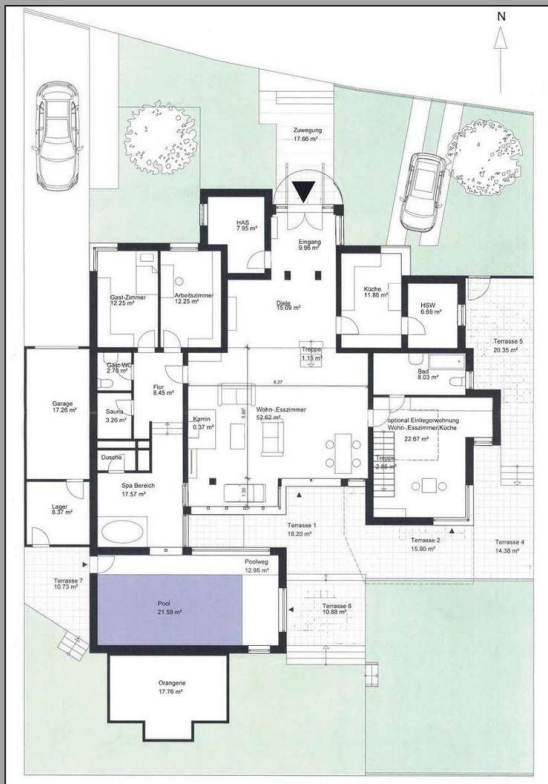 N
Zuwegung
17.66 m²
HAS
7.95 m²
Eingang
9.96 m²
Gast-Zimmer
12.25 m²
Arbeitszimmer
12.25 m²
Diele
15.09 m²
Küche
11.86 m²
HSW
6.66 m²
Terrasse 5
20.35 m²
Treppe
1.15 m²
Gast-WC
2.76 m²
Flur
8.45 m²
Bad
8.03 m²
Garage
17.26 m²
Sauna
3.26 m²
Kamin
0.37 m²
Wohn-,Esszimmer
52.62 m²
optional Einliegerwohnung
Wohn-,Esszimmer/Küche
22.67 m²
Treppe
2.86 m²
Dusche
Spa Bereich
17.57 m²
Lager
8.37 m²
Terrasse 1
18.20 m²
Terrasse 2
15.90 m²
Terrasse 4
14.38 m²
Poolweg
12.95 m²
Terrasse 7
10.73 m²
Pool
21.58 m²
Terrasse 6
10.88 m²
Orangerie
17.76 m²